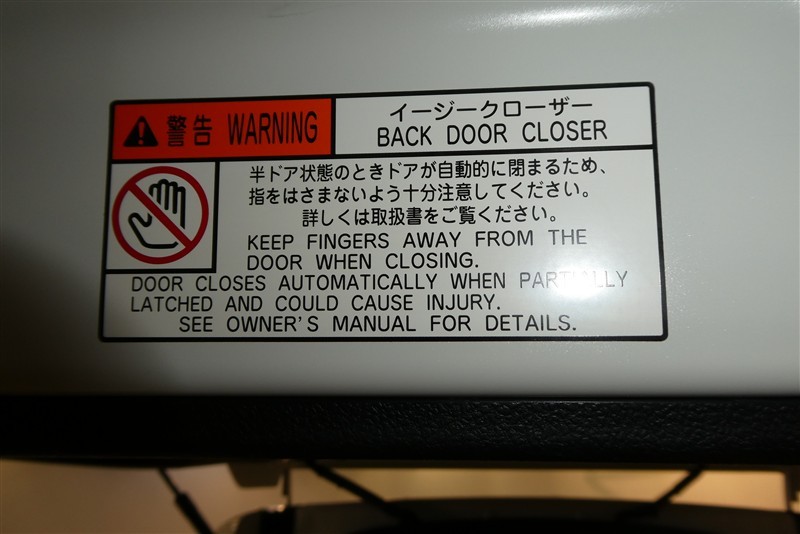 警告 WARNING
イージークローザー
BACK DOOR CLOSER
半ドア状態のときドアが自動的に閉まるため、
指をはさまないよう十分注意してください。
詳しくは取扱書をご覧ください。
KEEP FINGERS AWAY FROM THE
DOOR WHEN CLOSING.
DOOR CLOSES AUTOMATICALLY WHEN PARTIALLY
LATCHED AND COULD CAUSE INJURY.
SEE OWNER'S MANUAL FOR DETAILS.